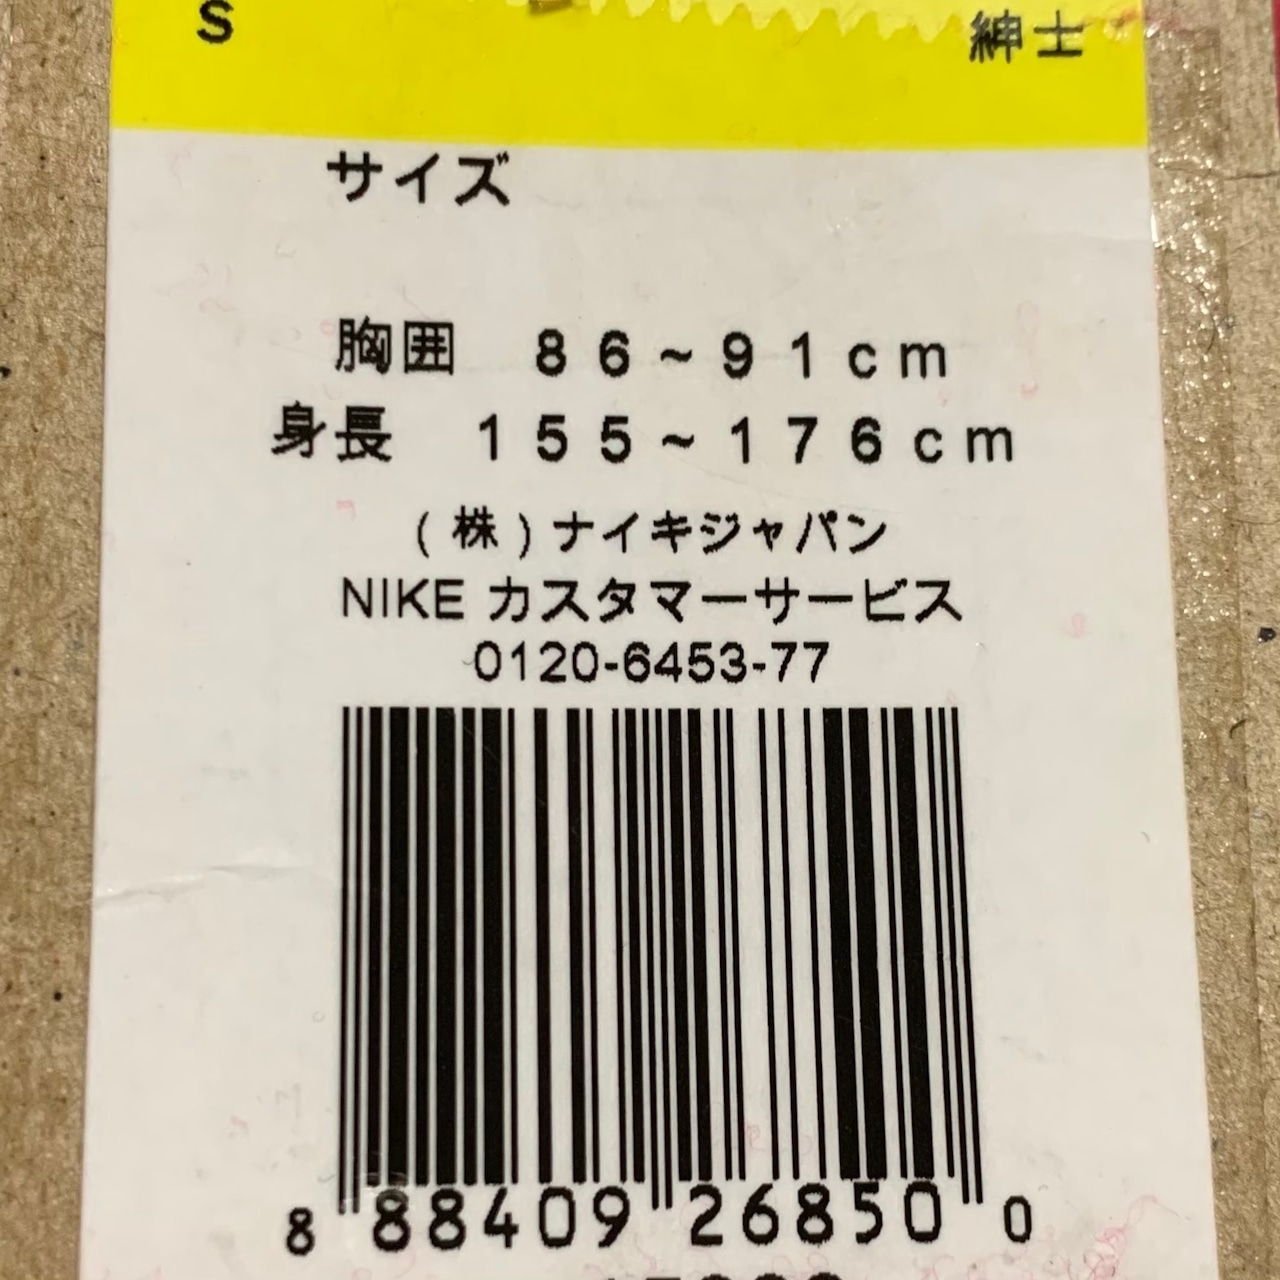 S 紳士
サイズ
胸囲 86~91cm
身長 155~176cm
(株)ナイキジャパン
NIKE カスタマーサービス
0120-6453-77
8 88409 26850 0